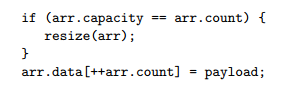 if (arr.capacity == arr.count) {
   resize(arr);
}
arr.data[++arr.count] = payload;